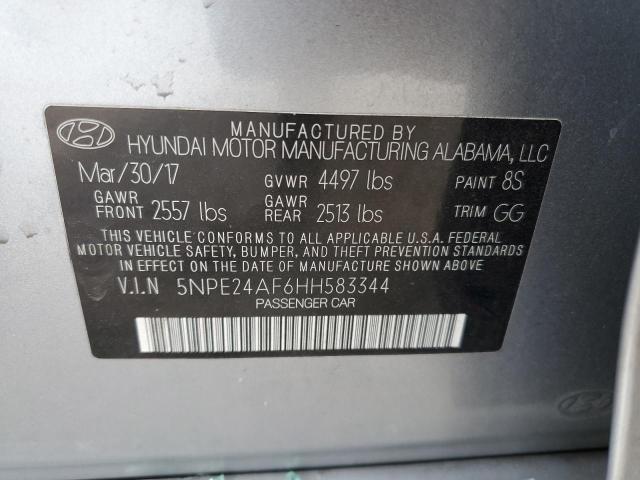 MANUFACTURED BY
HYUNDAI MOTOR MANUFACTURING ALABAMA, LLC
Mar/30/17 GVWR 4497 lbs PAINT 8S
GAWR FRONT 2557 lbs GAWR REAR 2513 lbs TRIM GG
THIS VEHICLE CONFORMS TO ALL APPLICABLE U.S.A. FEDERAL
MOTOR VEHICLE SAFETY, BUMPER, AND THEFT PREVENTION STANDARDS
IN EFFECT ON THE DATE OF MANUFACTURE SHOWN ABOVE.
V.I.N 5NPE24AF6HH583344
PASSENGER CAR